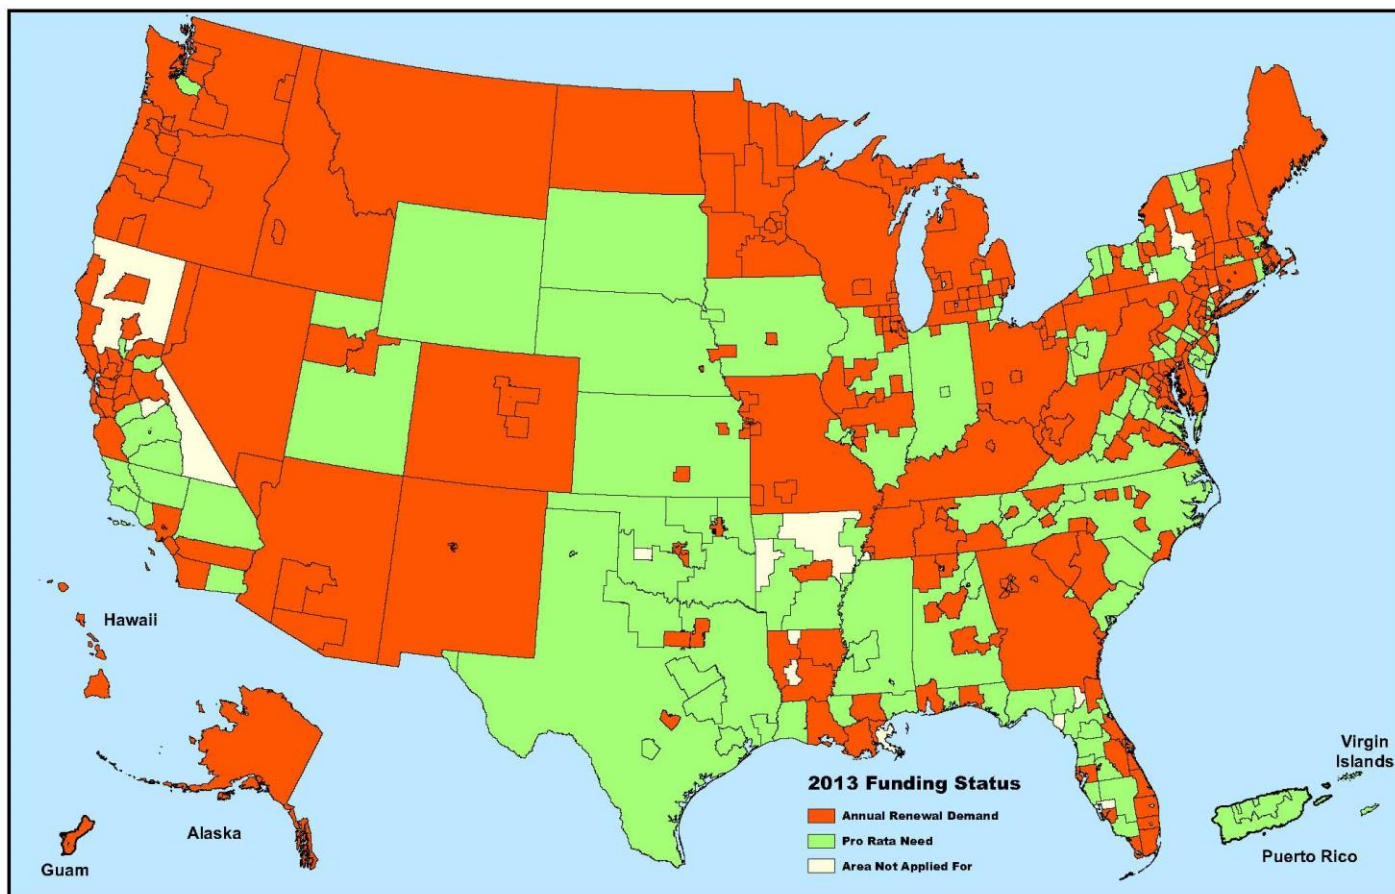 Hawaii
Alaska
Guam
2013 Funding Status
Annual Renewal Demand
Pro Rata Need
Area Not Applied For
Virgin
Islands
Puerto Rico